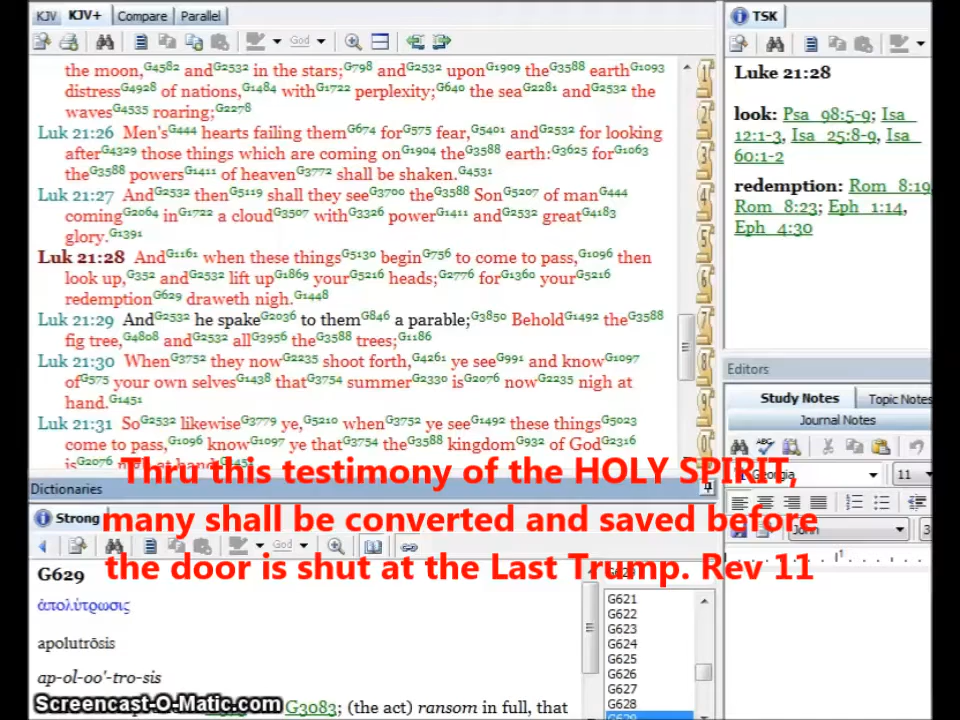 KJV KJV+ Compare Parallel
the moon,G4582 andG2532 in the stars;G798 andG2532 uponG1909 theG3588 earthG1093
distressG4928 of nations,G1484 withG1722 perplexity;G640 the seaG2281 andG2532 the
wavesG4535 roaring;G2278
Luk 21:26 Men'sG444 hearts failing themG674 forG575 fear,G5401 andG2532 for looking
afterG4329 those things which are coming onG1904 theG3588 earth:G3625 forG1063
theG3588 powersG1411 of heavenG3772 shall be shaken.G4531
Luk 21:27 AndG2532 thenG5119 shall they seeG3700 theG3588 SonG5207 of manG444
comingG2064 inG1722 a cloudG3507 withG3326 powerG1411 andG2532 greatG4183
glory.G1391
Luk 21:28 AndG1161 when these thingsG5130 beginG756 to come to pass,G1096 then
look up,G352 andG2532 lift upG1869 yourG5216 heads;G2776 forG1360 yourG5216
redemptionG629 draweth nigh.G1448
Luk 21:29 AndG2532 he spakeG2036 to themG846 a parable;G3850 BeholdG1492 theG3588
fig tree,G4808 andG2532 allG3956 theG3588 trees;G1186
Luk 21:30 WhenG3752 they nowG2235 shoot forth,G4261 ye seeG991 and knowG1097
ofG575 your own selvesG1438 thatG3754 summerG2330 isG2076 nowG2235 nigh at
hand.G1451
Luk 21:31 SoG2532 likewiseG3779 ye,G5210 whenG3752 ye seeG1492 these thingsG5023
come to pass,G1096 knowG1097 ye thatG3754 theG3588 kingdomG932 of GodG2316
isG2076 nigh at hand.
TSK
Luke 21:28
look: Psa 98:5-9; Isa
12:1-3, Isa 25:8-9, Isa
60:1-2
redemption: Rom 8:19
Rom 8:23; Eph 1:14,
Eph 4:30
Editors
Study Notes Topic Notes
Journal Notes
Georgia 11
John 3
Thru this testimony of the HOLY SPIRIT,
many shall be converted and saved before
the door is shut at the Last Trump. Rev 11
Dictionaries
Strong
God
G629
ἀπολύτρωσις
apolutrōsis
ap-ol-oo'-tro-sis
G3083; (the act) ransom in full, that
G621
G622
G623
G624
G625
G626
G627
G628
G629
Screencast-O-Matic.com